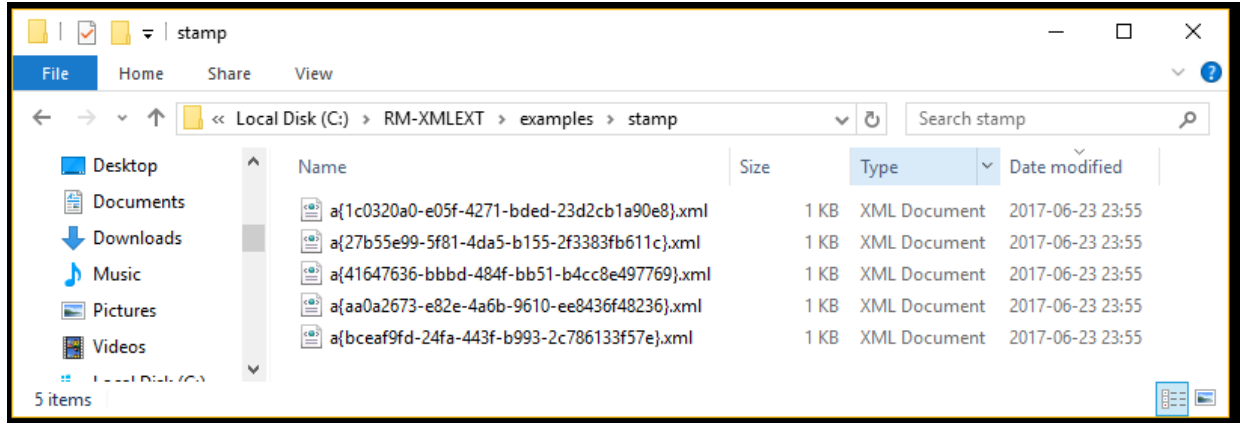 stamp
File Home Share View
« Local Disk (C:) > RM-XMLEXT > examples > stamp Search stamp
Desktop
Documents
Downloads
Music
Pictures
Videos
Local Disk (C:)
Name Size Type Date modified
a{1c0320a0-e05f-4271-bded-23d2cb1a90e8}.xml 1 KB XML Document 2017-06-23 23:55
a{27b55e99-5f81-4da5-b155-2f3383fb611c}.xml 1 KB XML Document 2017-06-23 23:55
a{41647636-bbbd-484f-bb51-b4cc8e497769}.xml 1 KB XML Document 2017-06-23 23:55
a{aa0a2673-e82e-4a6b-9610-ee8436f48236}.xml 1 KB XML Document 2017-06-23 23:55
a{bceaf9fd-24fa-443f-b993-2c786133f57e}.xml 1 KB XML Document 2017-06-23 23:55
5 items